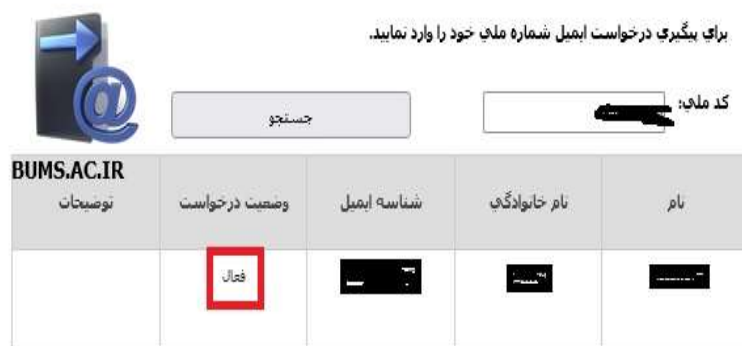 براي پيگيري درخواست ايميل شماره ملي خود را وارد نماييد.
کد ملي:
جستجو
BUMS.AC.IR
نام نام خانوادگي شناسه ايميل وضعيت درخواست توضيحات
فعال